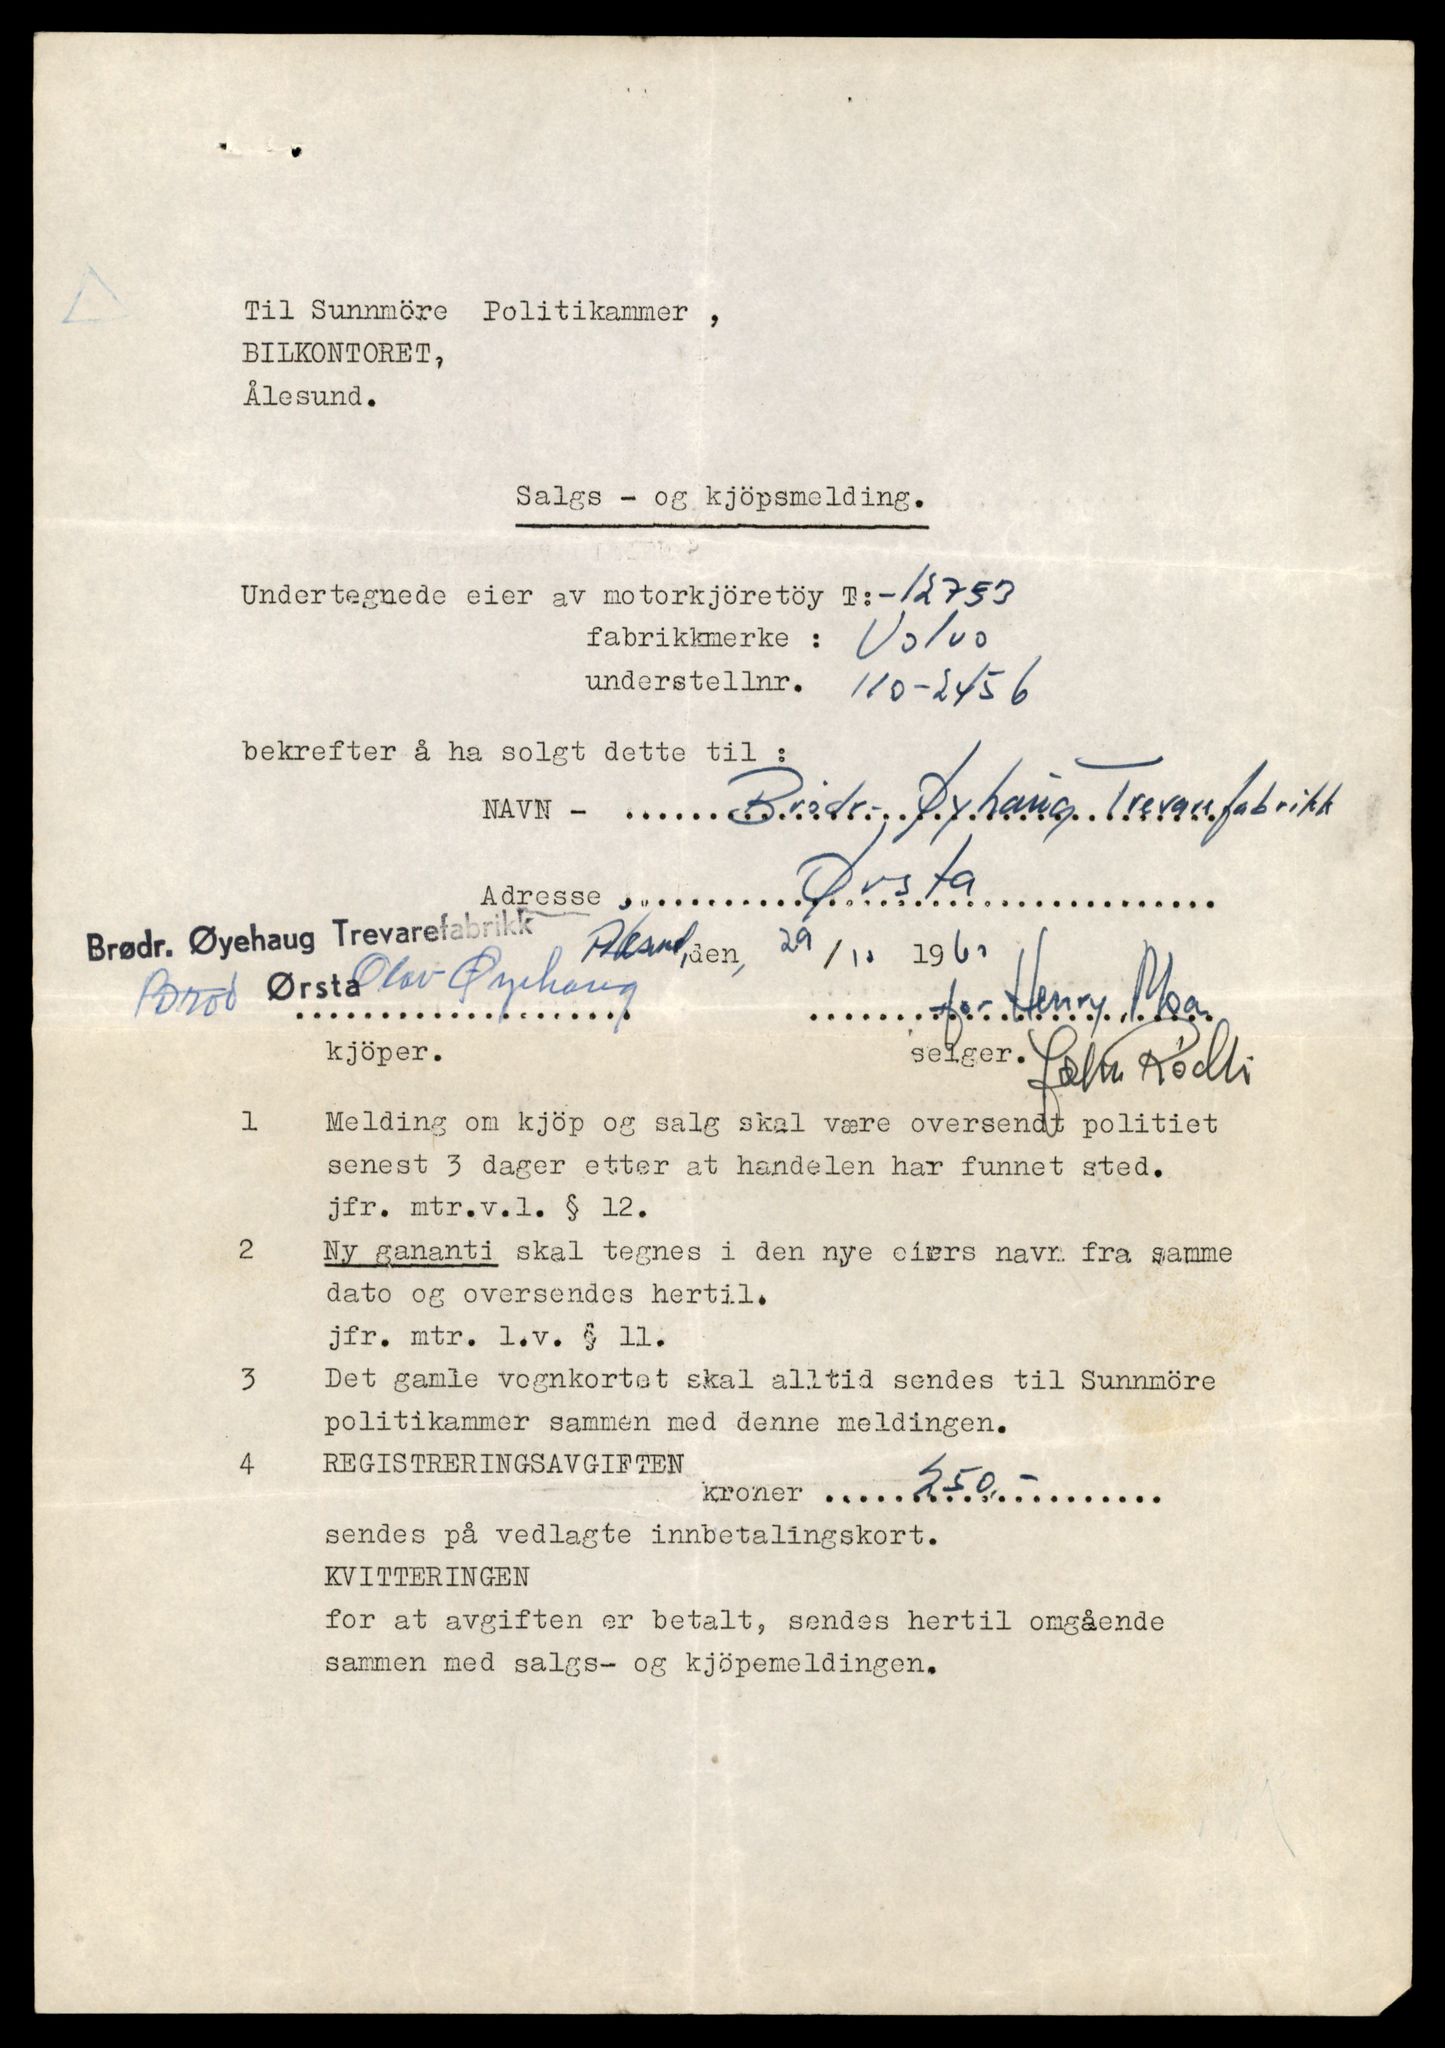 Til Sunnmöre Politikammer ,
BILKONTORET,
Ålesund.
Salgs - og kjöpsmelding.
Undertegnede eier av motorkjöretöy T:-12753
fabrikkmerke : Volvo
understellnr. 110-2456
bekrefter å ha solgt dette til :
NAVN - Brødr. Øyehaug Trevarefabrikk
Adresse Ørsta
Brødr. Øyehaug Trevarefabrikk
den, 29/10 1960
Brød Ørsta Olav Øyehaug
for Henry Moa
kjöper. selger.
1 Melding om kjöp og salg skal være oversendt politiet
senest 3 dager etter at handelen har funnet sted.
jfr. mtr.v.l. § 12.
2 Ny gananti skal tegnes i den nye eiers navn fra samme
dato og oversendes hertil.
jfr. mtr. l.v. § 11.
3 Det gamle vognkortet skal alltid sendes til Sunnmöre
politikammer sammen med denne meldingen.
4 REGISTRERINGSAVGIFTEN
kroner 250,-
sendes på vedlagte innbetalingskort.
KVITTERINGEN
for at avgiften er betalt, sendes hertil omgående
sammen med salgs- og kjöpemeldingen.